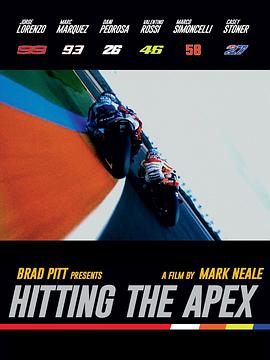 JORGE LORENZO
MARC MARQUEZ
DANI PEDROSA
VALENTINO ROSSI
MARCO SIMONCELLI
CASEY STONER
99 93 26 46 58 27
BRAD PITT PRESENTS
A FILM BY MARK NEALE
HITTING THE APEX